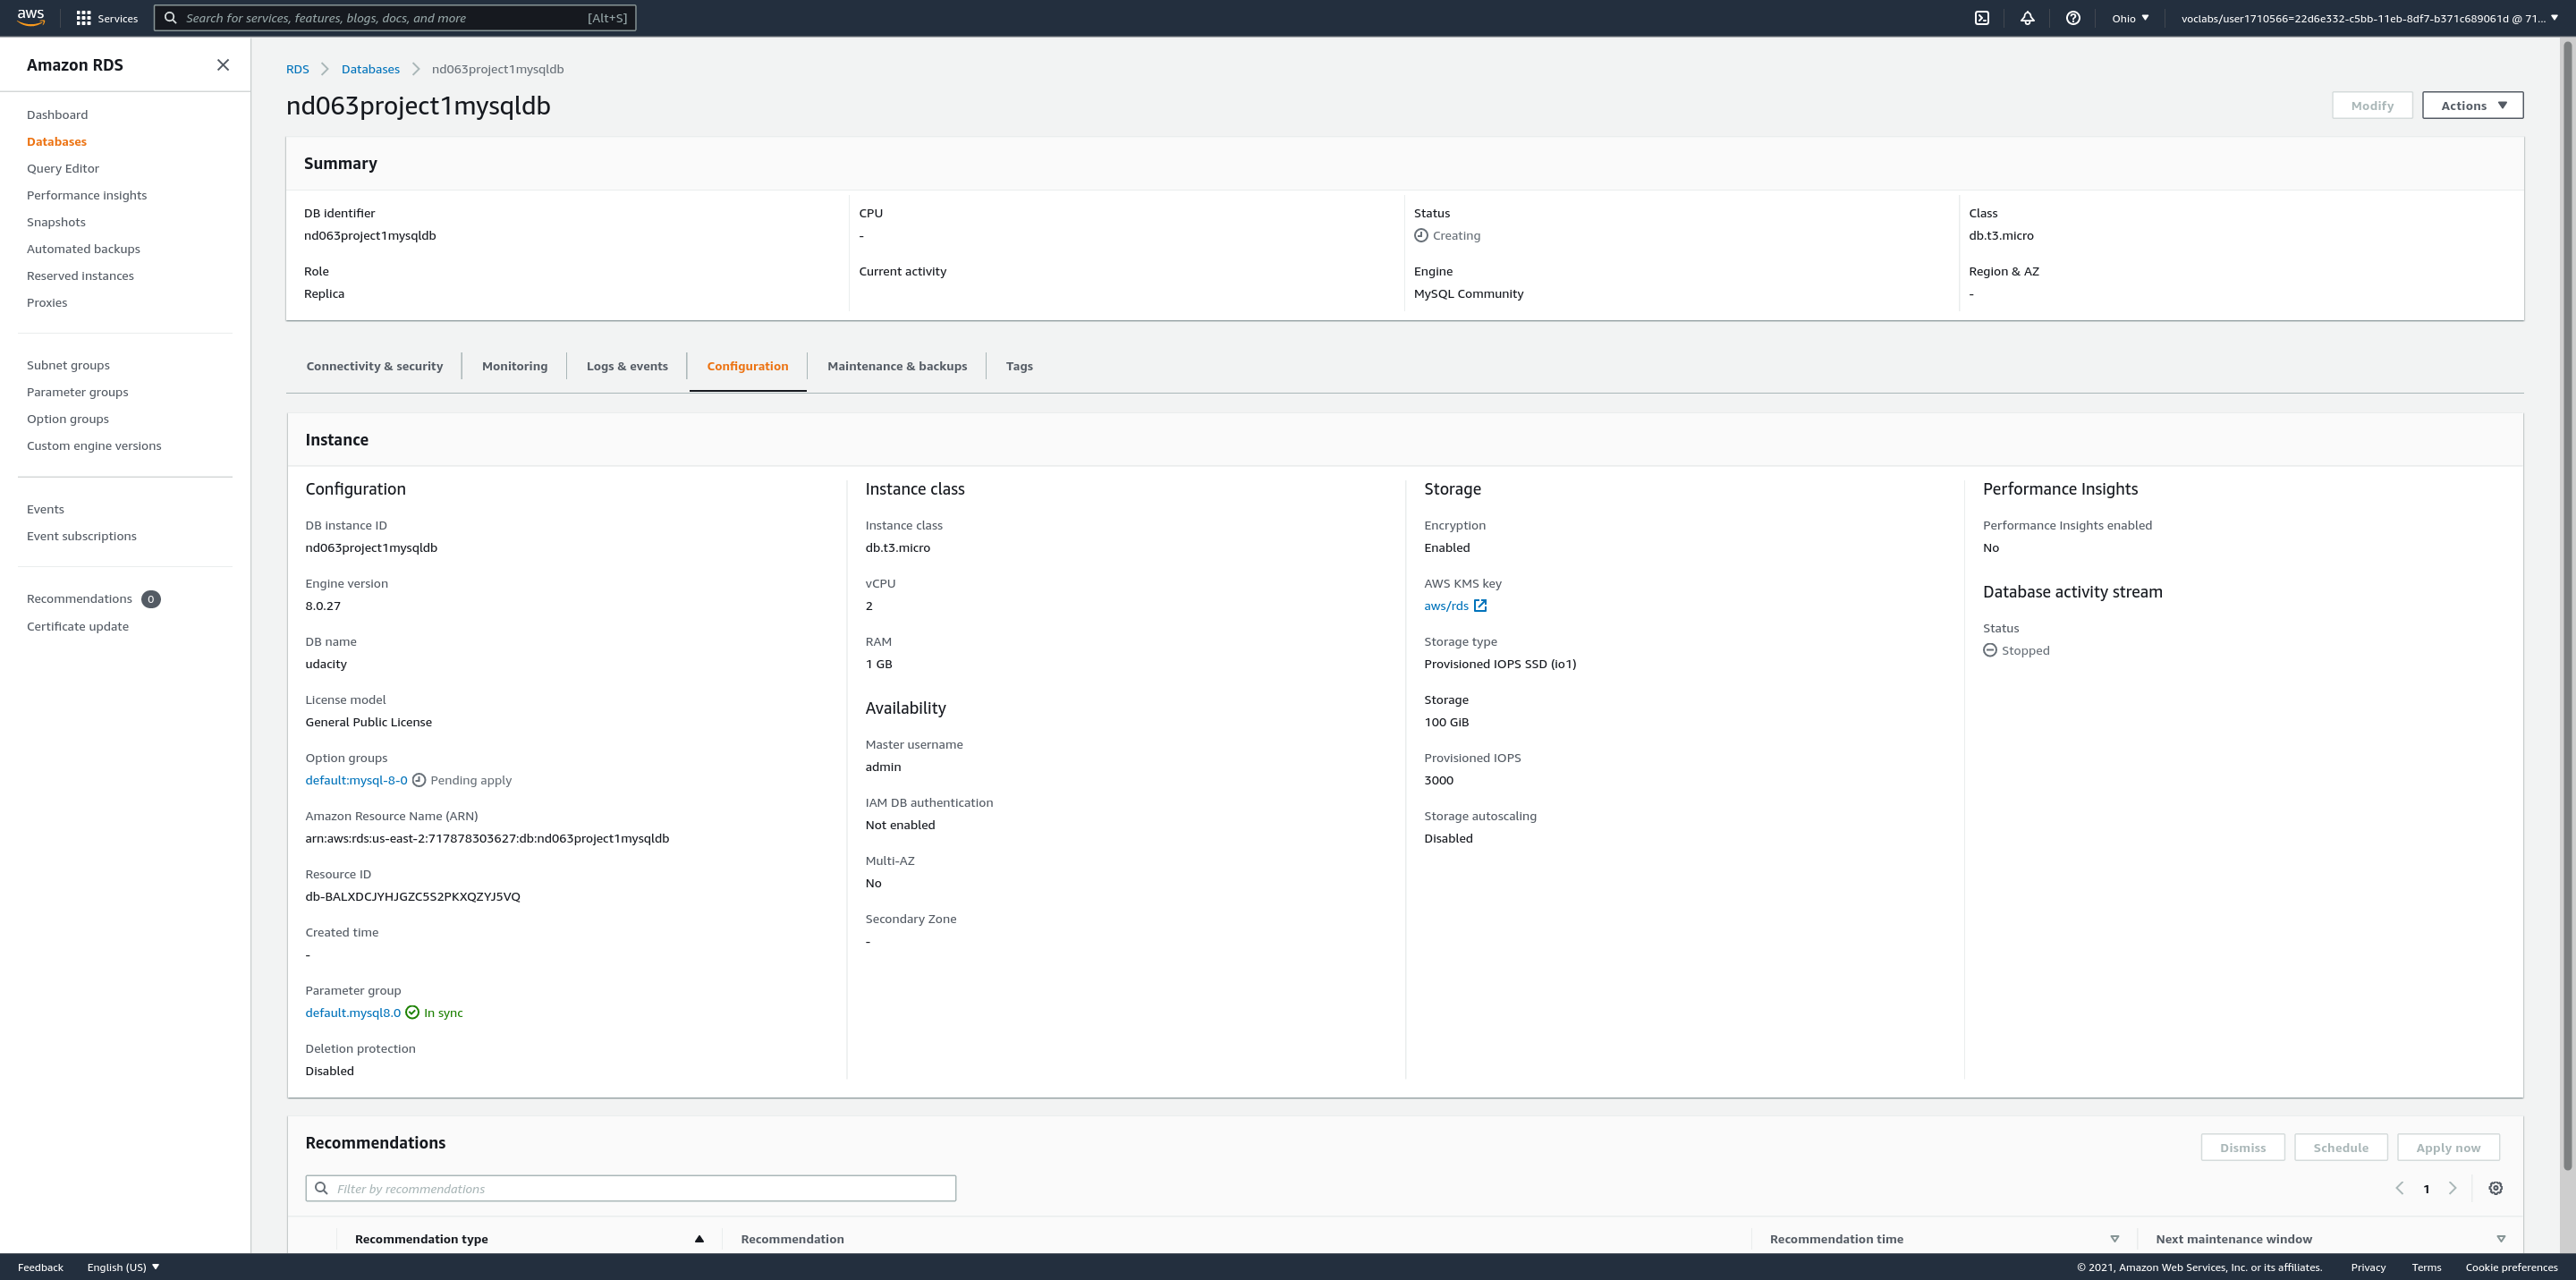 aws
Services
Search for services, features, blogs, docs, and more
[Alt+S]
Ohio
voclabs/user1710566=22d6e332-c5bb-11eb-8df7-b371c689061d @ 71...
Amazon RDS
Dashboard
Databases
Query Editor
Performance insights
Snapshots
Automated backups
Reserved instances
Proxies
Subnet groups
Parameter groups
Option groups
Custom engine versions
Events
Event subscriptions
Recommendations 0
Certificate update
RDS > Databases > nd063project1mysqldb
nd063project1mysqldb
Modify
Actions
Summary
DB identifier
nd063project1mysqldb
Role
Replica
CPU
-
Current activity
Status
Creating
Engine
MySQL Community
Class
db.t3.micro
Region & AZ
-
Connectivity & security
Monitoring
Logs & events
Configuration
Maintenance & backups
Tags
Instance
Configuration
DB instance ID
nd063project1mysqldb
Engine version
8.0.27
DB name
udacity
License model
General Public License
Option groups
default:mysql-8-0 Pending apply
Amazon Resource Name (ARN)
arn:aws:rds:us-east-2:717878303627:db:nd063project1mysqldb
Resource ID
db-BALXDCJYHJGZC5S2PKXQZYJ5VQ
Created time
-
Parameter group
default.mysql8.0 In sync
Deletion protection
Disabled
Instance class
Instance class
db.t3.micro
vCPU
2
RAM
1 GB
Availability
Master username
admin
IAM DB authentication
Not enabled
Multi-AZ
No
Secondary Zone
-
Storage
Encryption
Enabled
AWS KMS key
aws/rds
Storage type
Provisioned IOPS SSD (io1)
Storage
100 GiB
Provisioned IOPS
3000
Storage autoscaling
Disabled
Performance Insights
Performance Insights enabled
No
Database activity stream
Status
Stopped
Recommendations
Dismiss
Schedule
Apply now
Filter by recommendations
1
Recommendation type
Recommendation
Recommendation time
Next maintenance window
Feedback
English (US)
© 2021, Amazon Web Services, Inc. or its affiliates.
Privacy
Terms
Cookie preferences